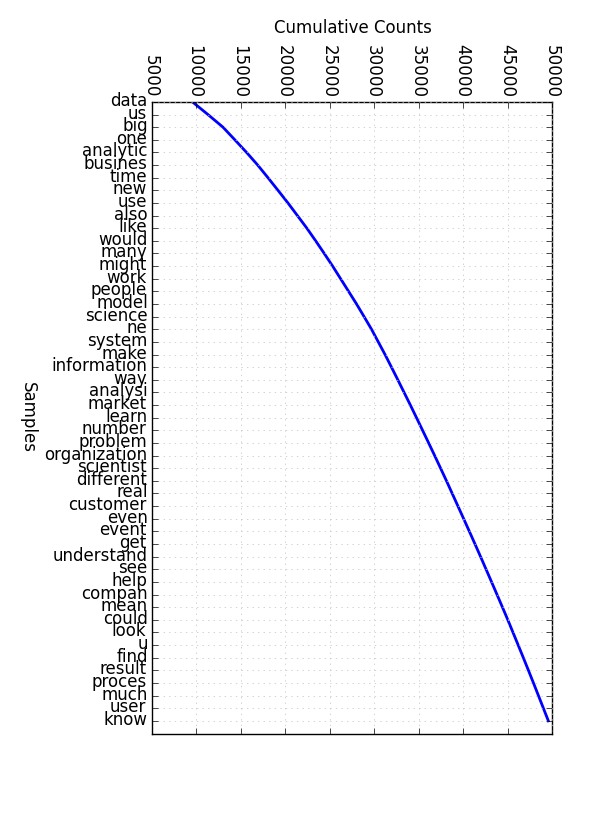 Cumulative Counts
5000
10000
15000
20000
25000
30000
35000
40000
45000
50000
Samples
data
us
big
one
analytic
busines
time
new
use
also
like
would
many
might
work
people
model
science
ne
system
make
information
way
analysi
market
learn
number
problem
organization
scientist
different
real
customer
even
event
get
understand
see
help
compan
mean
could
look
u
find
result
proces
much
user
know